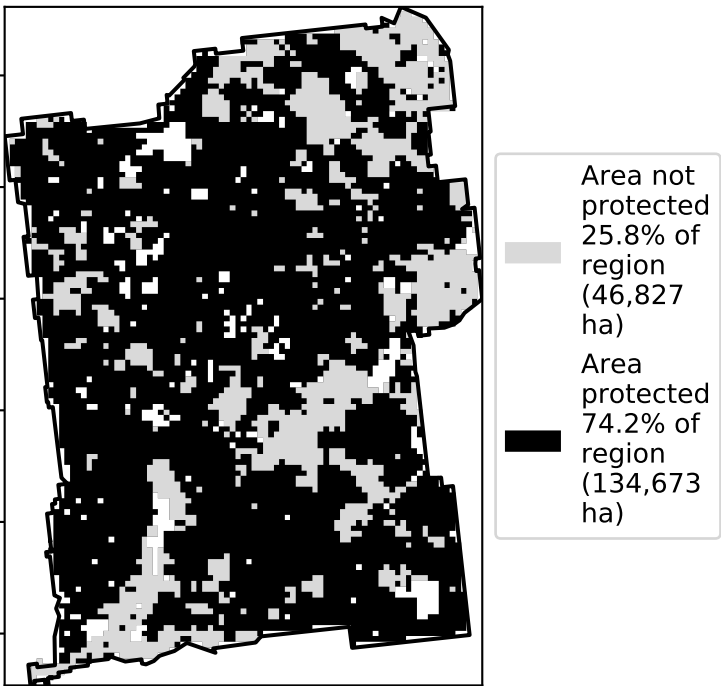 Area not
protected
25.8% of
region
(46,827
ha)
Area
protected
74.2% of
region
(134,673
ha)